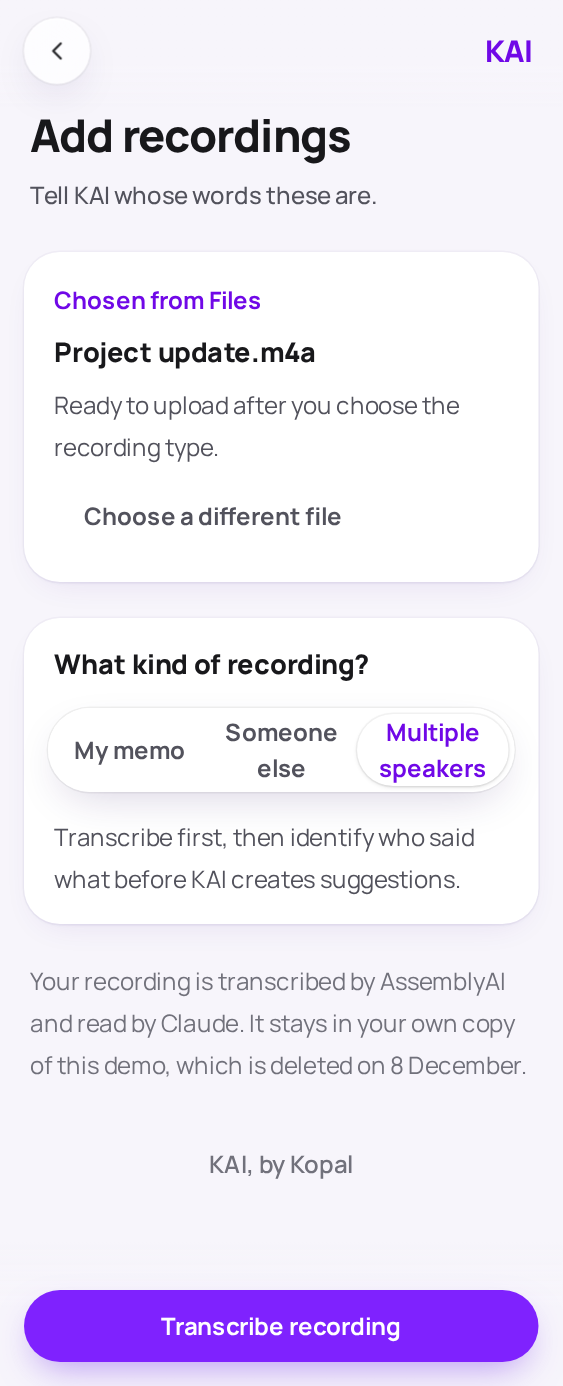 KAI
Add recordings
Tell KAI whose words these are.
Chosen from Files
Project update.m4a
Ready to upload after you choose the
recording type.
Choose a different file
What kind of recording?
My memo
Someone
else
Multiple
speakers
Transcribe first, then identify who said
what before KAI creates suggestions.
Your recording is transcribed by AssemblyAI
and read by Claude. It stays in your own copy
of this demo, which is deleted on 8 December.
KAI, by Kopal
Transcribe recording